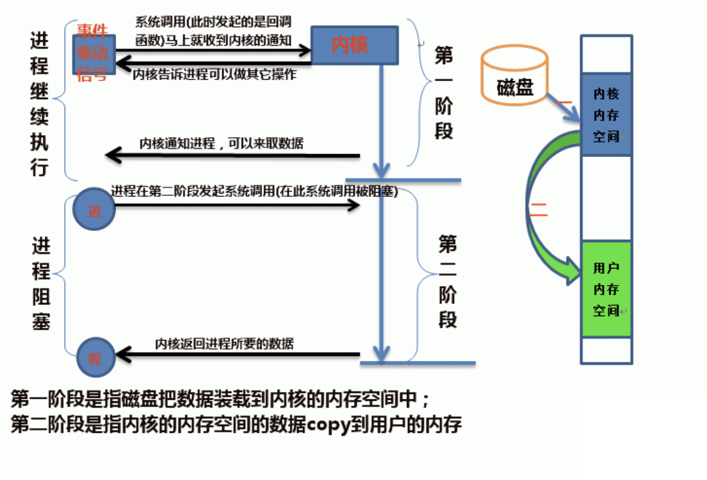 进程继续执行
事件
驱动
信号
系统调用(此时发起的是回调
函数)马上就收到内核的通知
内核
内核告诉进程可以做其它操作
内核通知进程，可以来取数据
第一阶段
进程在第二阶段发起系统调用(在此系统调用被阻塞)
进
进程阻塞
第二阶段
内核返回进程所要的数据
程
磁盘
一
二
内核
内存
空间
用户
内存
空间
第一阶段是指磁盘把数据装载到内核的内存空间中；
第二阶段是指内核的内存空间的数据copy到用户的内存